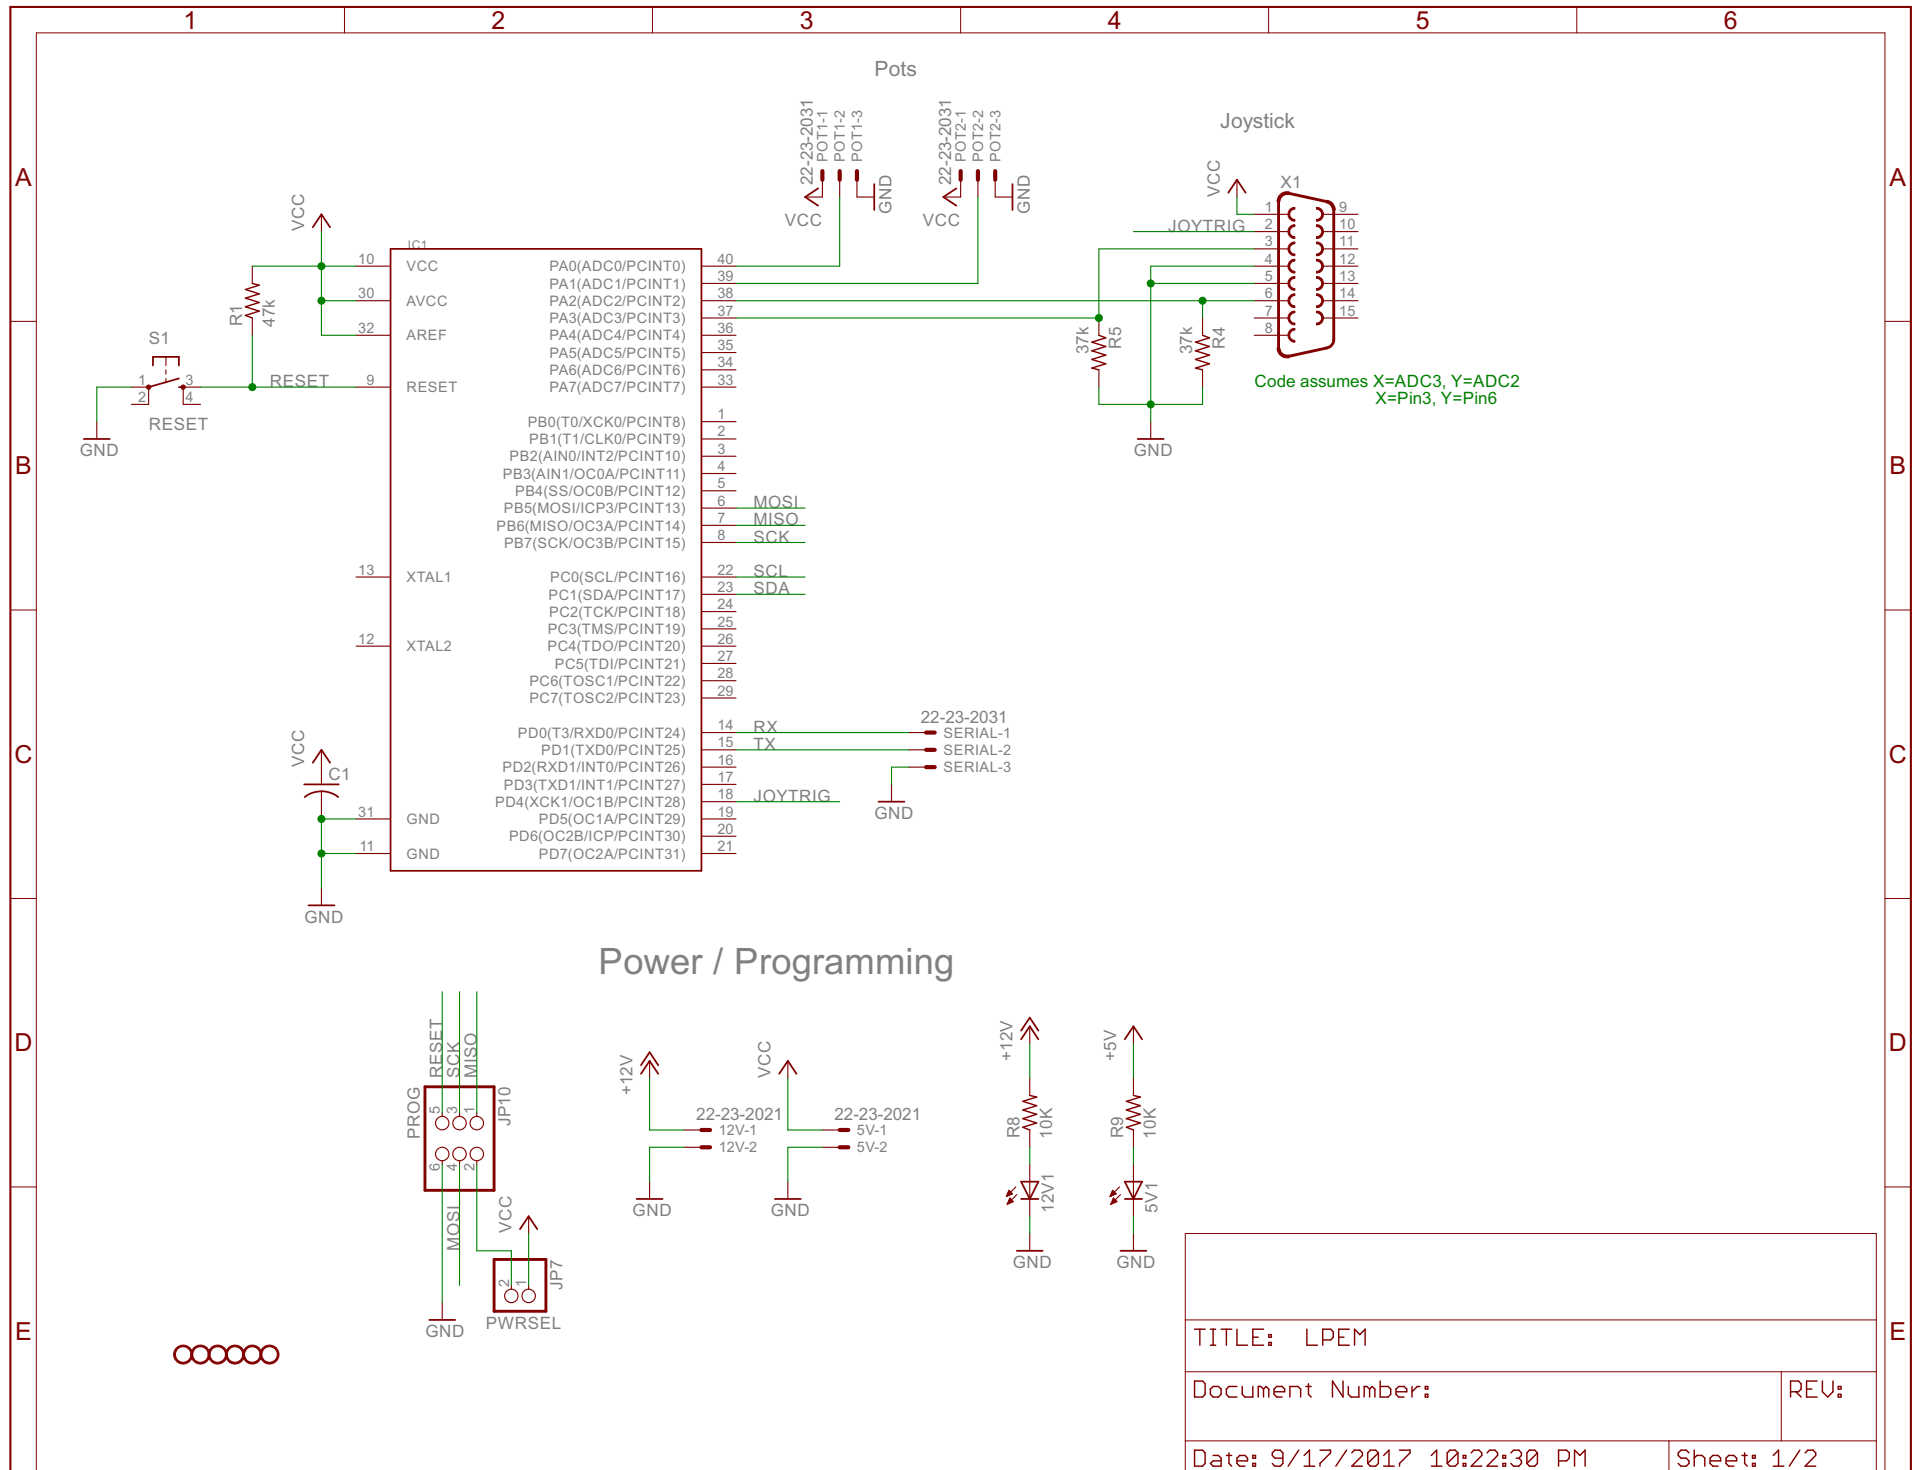 1 2 3 4 5 6
A A
B B
C C
D D
E E
Pots
22-23-2031
POT1-1
POT1-2
POT1-3
VCC
GND
22-23-2031
POT2-1
POT2-2
POT2-3
VCC
GND
Joystick
VCC
X1
JOYTRIG
1 9
2 10
3 11
4 12
5 13
6 14
7 15
8
37k
R5
37k
R4
GND
Code assumes X=ADC3, Y=ADC2
X=Pin3, Y=Pin6
VCC
R1
47k
S1
1 3
2 4
RESET
GND
RESET
IC1
10 VCC PA0(ADC0/PCINT0) 40
PA1(ADC1/PCINT1) 39
30 AVCC PA2(ADC2/PCINT2) 38
PA3(ADC3/PCINT3) 37
32 AREF PA4(ADC4/PCINT4) 36
PA5(ADC5/PCINT5) 35
PA6(ADC6/PCINT6) 34
9 RESET PA7(ADC7/PCINT7) 33
PB0(T0/XCK0/PCINT8) 1
PB1(T1/CLK0/PCINT9) 2
PB2(AIN0/INT2/PCINT10) 3
PB3(AIN1/OC0A/PCINT11) 4
PB4(SS/OC0B/PCINT12) 5
PB5(MOSI/ICP3/PCINT13) 6 MOSI
PB6(MISO/OC3A/PCINT14) 7 MISO
PB7(SCK/OC3B/PCINT15) 8 SCK
13 XTAL1 PC0(SCL/PCINT16) 22 SCL
PC1(SDA/PCINT17) 23 SDA
PC2(TCK/PCINT18) 24
PC3(TMS/PCINT19) 25
12 XTAL2 PC4(TDO/PCINT20) 26
PC5(TDI/PCINT21) 27
PC6(TOSC1/PCINT22) 28
PC7(TOSC2/PCINT23) 29
PD0(T3/RXD0/PCINT24) 14 RX
PD1(TXD0/PCINT25) 15 TX
PD2(RXD1/INT0/PCINT26) 16
PD3(TXD1/INT1/PCINT27) 17
PD4(XCK1/OC1B/PCINT28) 18 JOYTRIG
31 GND PD5(OC1A/PCINT29) 19
PD6(OC2B/ICP/PCINT30) 20
11 GND PD7(OC2A/PCINT31) 21
22-23-2031
SERIAL-1
SERIAL-2
SERIAL-3
GND
VCC
C1
GND
Power / Programming
RESET
SCK
MISO
PROG
5 3 1
6 4 2
JP10
MOSI
GND
VCC
2 1
JP7
PWRSEL
+12V
22-23-2021
12V-1
12V-2
GND
VCC
22-23-2021
5V-1
5V-2
GND
+12V
R8
10K
12V1
GND
+5V
R9
10K
5V1
GND
TITLE: LPEM
Document Number:
REV:
Date: 9/17/2017 10:22:30 PM
Sheet: 1/2